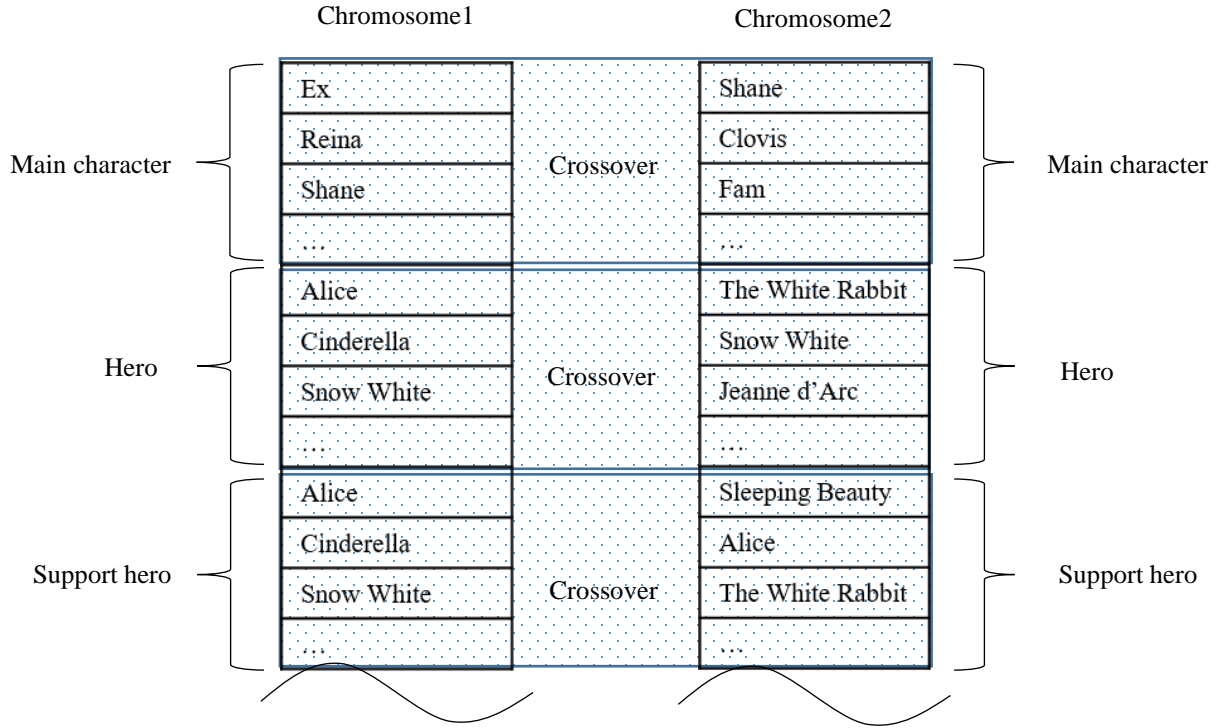 Chromosome1
Chromosome2
Main character
Ex
Reina
Shane
…
Crossover
Shane
Clovis
Fam
…
Main character
Hero
Alice
Cinderella
Snow White
…
Crossover
The White Rabbit
Snow White
Jeanne d’Arc
…
Hero
Support hero
Alice
Cinderella
Snow White
…
Crossover
Sleeping Beauty
Alice
The White Rabbit
…
Support hero